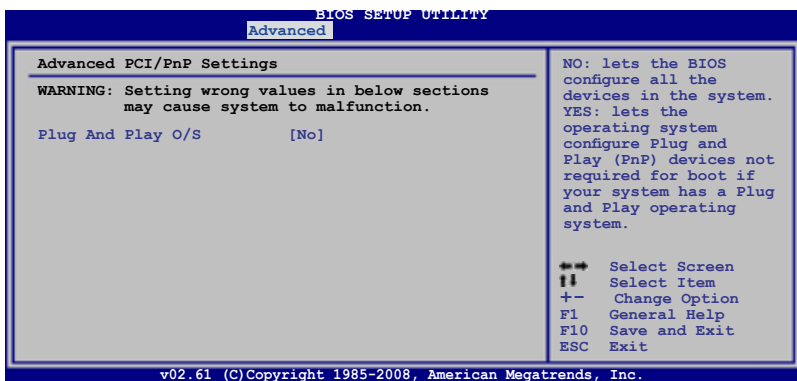 BIOS SETUP UTILITY
Advanced
Advanced PCI/PnP Settings
WARNING: Setting wrong values in below sections
may cause system to malfunction.
Plug And Play O/S [No]
NO: lets the BIOS
configure all the
devices in the system.
YES: lets the
operating system
configure Plug and
Play (PnP) devices not
required for boot if
your system has a Plug
and Play operating
system.
←→ Select Screen
↑↓ Select Item
+- Change Option
F1 General Help
F10 Save and Exit
ESC Exit
v02.61 (C)Copyright 1985-2008, American Megatrends, Inc.